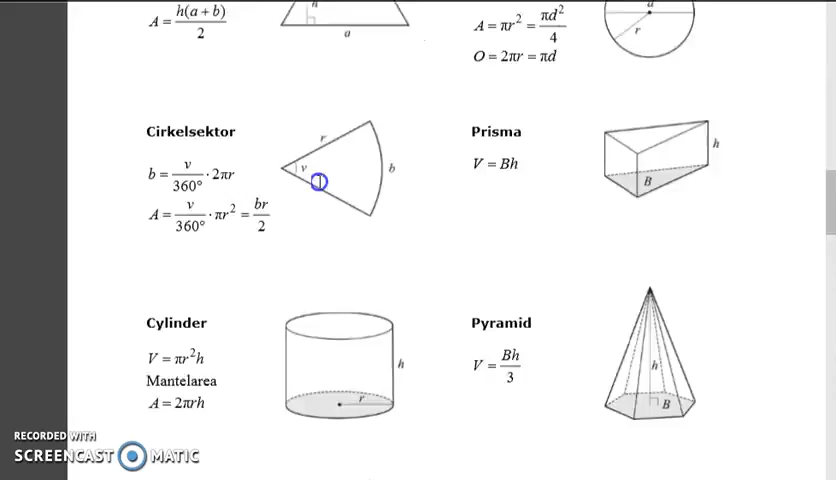 A = h(a + b) / 2
h
a
A = πr² = πd² / 4
O = 2πr = πd
d
r
Cirkelsektor
b = v / 360° · 2πr
A = v / 360° · πr² = br / 2
r
v
b
Prisma
V = Bh
h
B
Cylinder
V = πr²h
Mantelarea
A = 2πrh
h
r
Pyramid
V = Bh / 3
h
B
RECORDED WITH
SCREENCAST MATIC